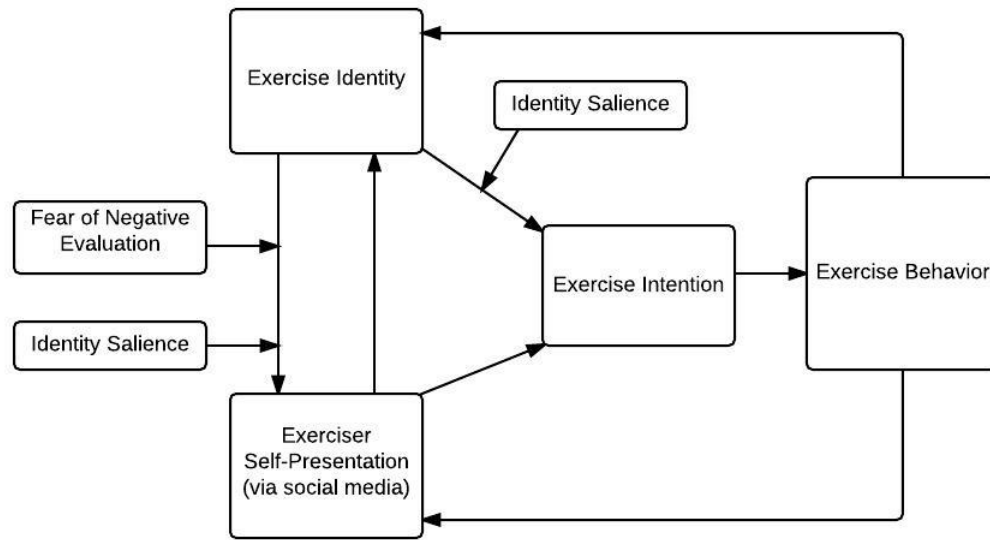 Exercise Identity
Identity Salience
Fear of Negative
Evaluation
Exercise Intention
Exercise Behavior
Identity Salience
Exerciser
Self-Presentation
(via social media)